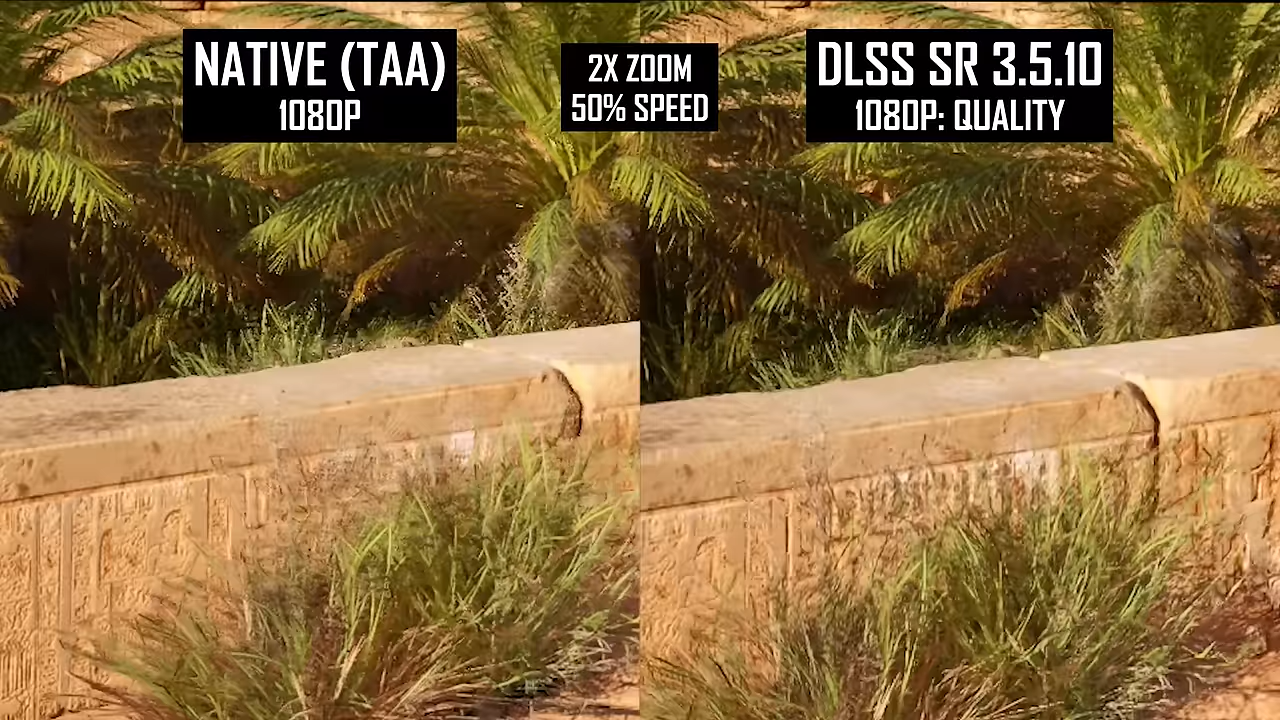 NATIVE (TAA)
1080P
2X ZOOM
50% SPEED
DLSS SR 3.5.10
1080P: QUALITY